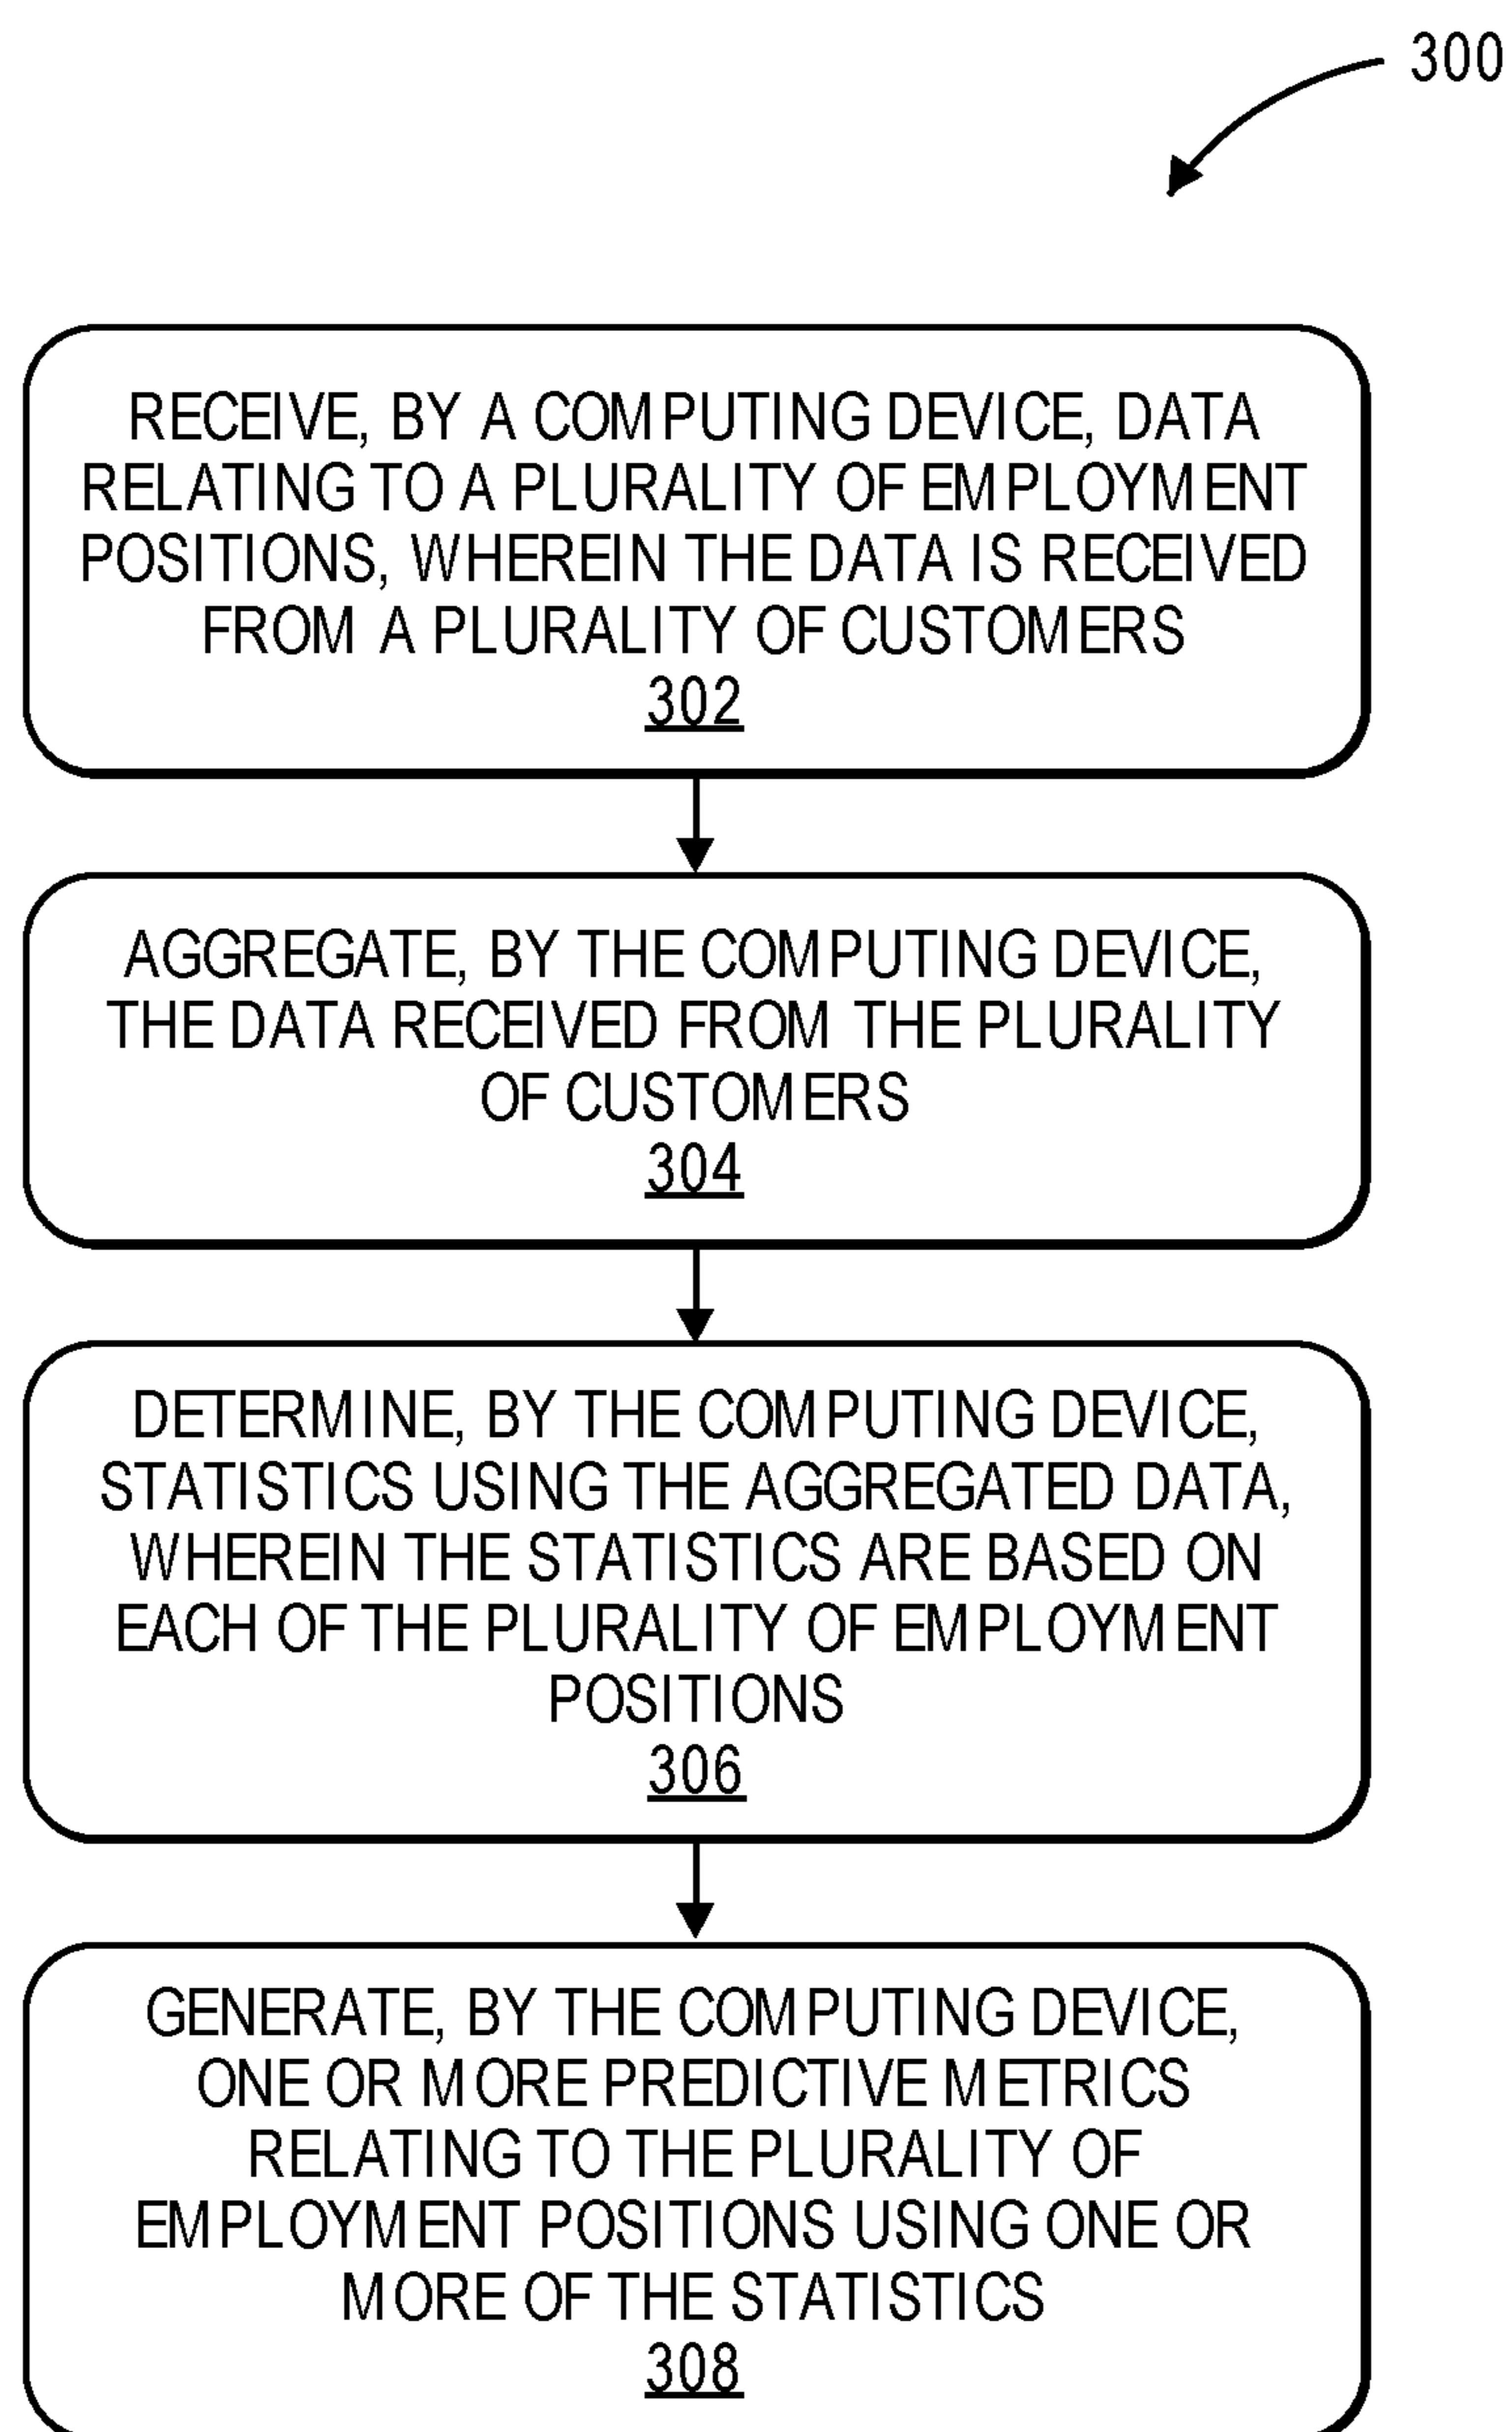 300
RECEIVE, BY A COMPUTING DEVICE, DATA
RELATING TO A PLURALITY OF EMPLOYMENT
POSITIONS, WHEREIN THE DATA IS RECEIVED
FROM A PLURALITY OF CUSTOMERS
302
AGGREGATE, BY THE COMPUTING DEVICE,
THE DATA RECEIVED FROM THE PLURALITY
OF CUSTOMERS
304
DETERMINE, BY THE COMPUTING DEVICE,
STATISTICS USING THE AGGREGATED DATA,
WHEREIN THE STATISTICS ARE BASED ON
EACH OF THE PLURALITY OF EMPLOYMENT
POSITIONS
306
GENERATE, BY THE COMPUTING DEVICE,
ONE OR MORE PREDICTIVE METRICS
RELATING TO THE PLURALITY OF
EMPLOYMENT POSITIONS USING ONE OR
MORE OF THE STATISTICS
308